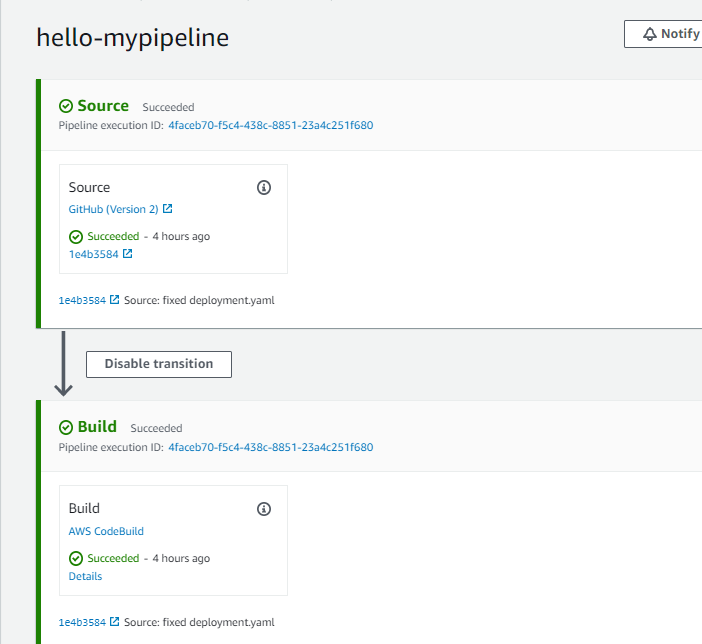 hello-mypipeline
Notify
Source Succeeded
Pipeline execution ID: 4faceb70-f5c4-438c-8851-23a4c251f680
Source
GitHub (Version 2)
Succeeded - 4 hours ago
1e4b3584
1e4b3584 Source: fixed deployment.yaml
Disable transition
Build Succeeded
Pipeline execution ID: 4faceb70-f5c4-438c-8851-23a4c251f680
Build
AWS CodeBuild
Succeeded - 4 hours ago
Details
1e4b3584 Source: fixed deployment.yaml